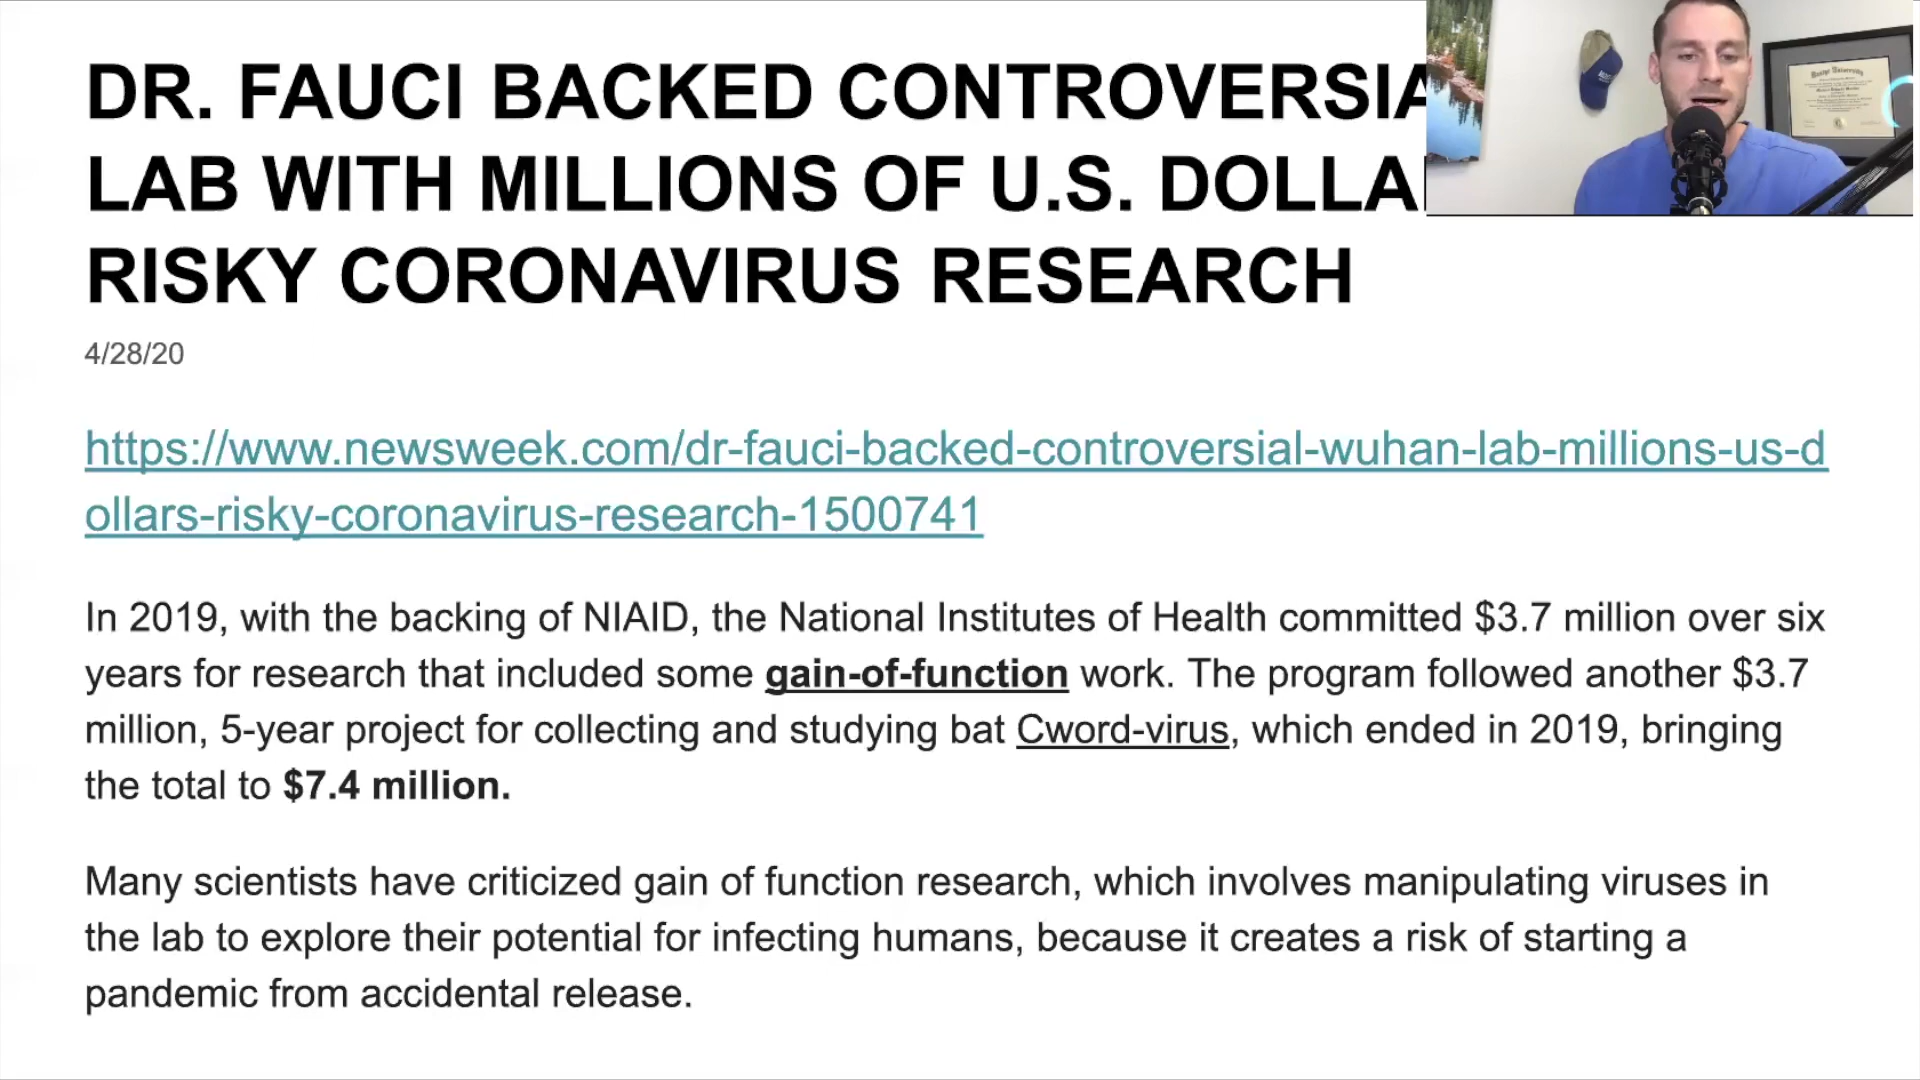 DR. FAUCI BACKED CONTROVERSIA
LAB WITH MILLIONS OF U.S. DOLLA
RISKY CORONAVIRUS RESEARCH
4/28/20
https://www.newsweek.com/dr-fauci-backed-controversial-wuhan-lab-millions-us-d
ollars-risky-coronavirus-research-1500741
In 2019, with the backing of NIAID, the National Institutes of Health committed $3.7 million over six
years for research that included some gain-of-function work. The program followed another $3.7
million, 5-year project for collecting and studying bat Cword-virus, which ended in 2019, bringing
the total to $7.4 million.
Many scientists have criticized gain of function research, which involves manipulating viruses in
the lab to explore their potential for infecting humans, because it creates a risk of starting a
pandemic from accidental release.